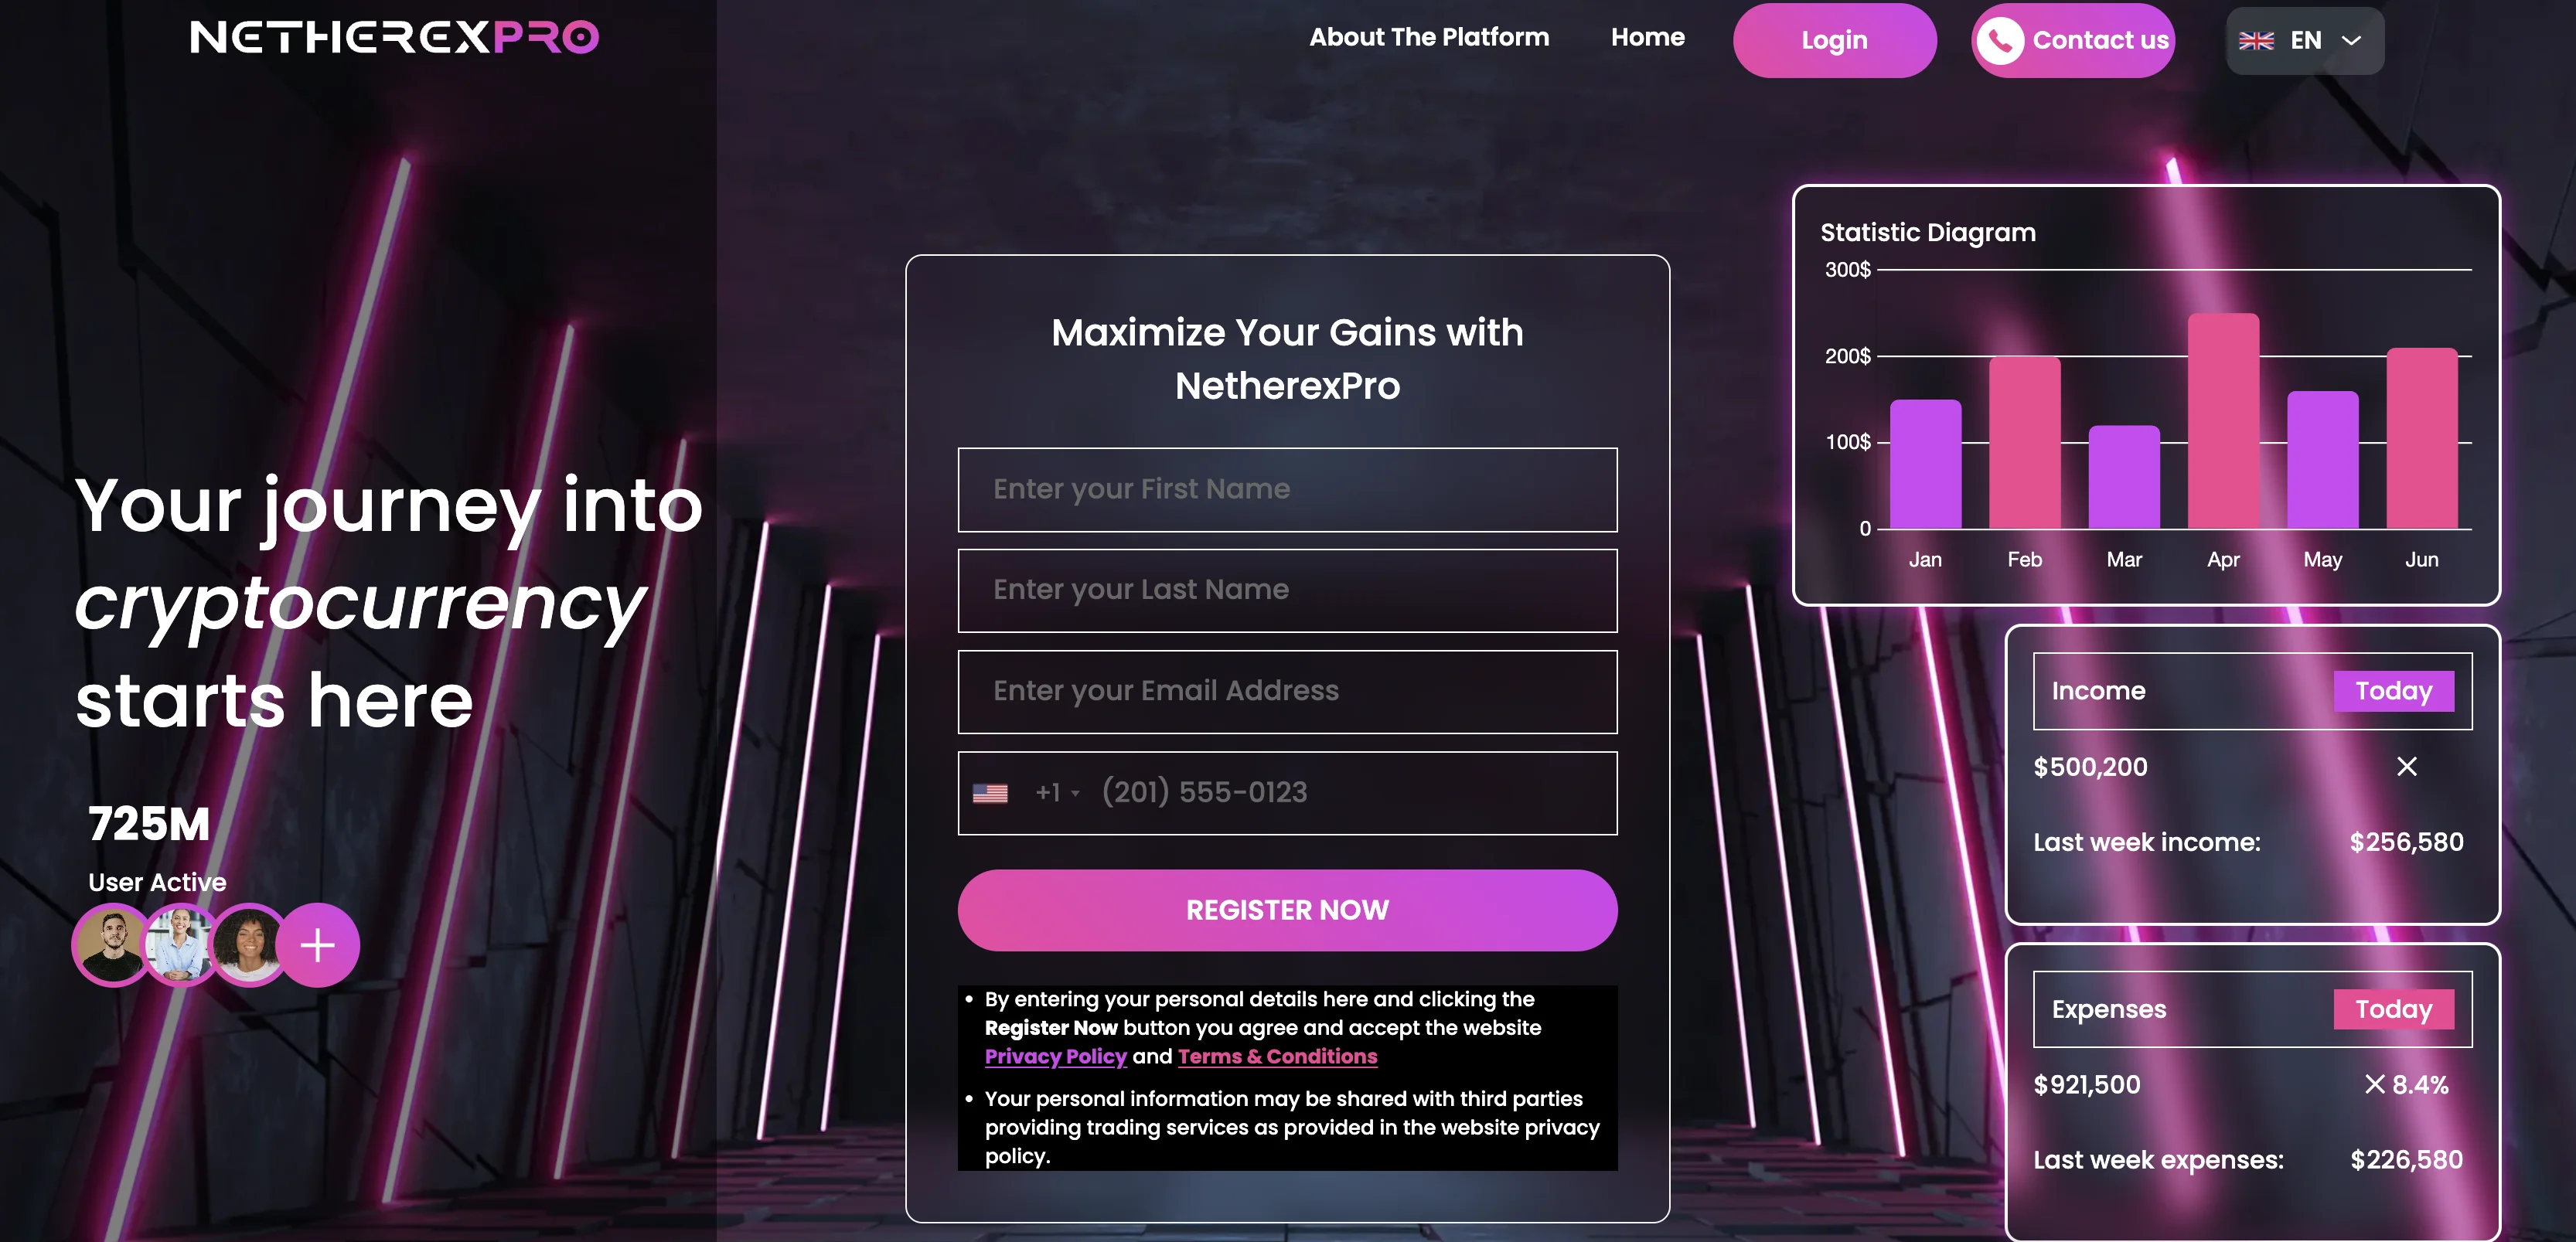 NETHEREXPRO
About The Platform
Home
Login
Contact us
EN
Your journey into
cryptocurrency
starts here
725M
User Active
Maximize Your Gains with
NetherexPro
Enter your First Name
Enter your Last Name
Enter your Email Address
+1 (201) 555-0123
REGISTER NOW
• By entering your personal details here and clicking the
Register Now button you agree and accept the website
Privacy Policy and Terms & Conditions
• Your personal information may be shared with third parties
providing trading services as provided in the website privacy
policy.
Statistic Diagram
300$
200$
100$
0
Jan Feb Mar Apr May Jun
Income Today
$500,200
Last week income: $256,580
Expenses Today
$921,500 8.4%
Last week expenses: $226,580